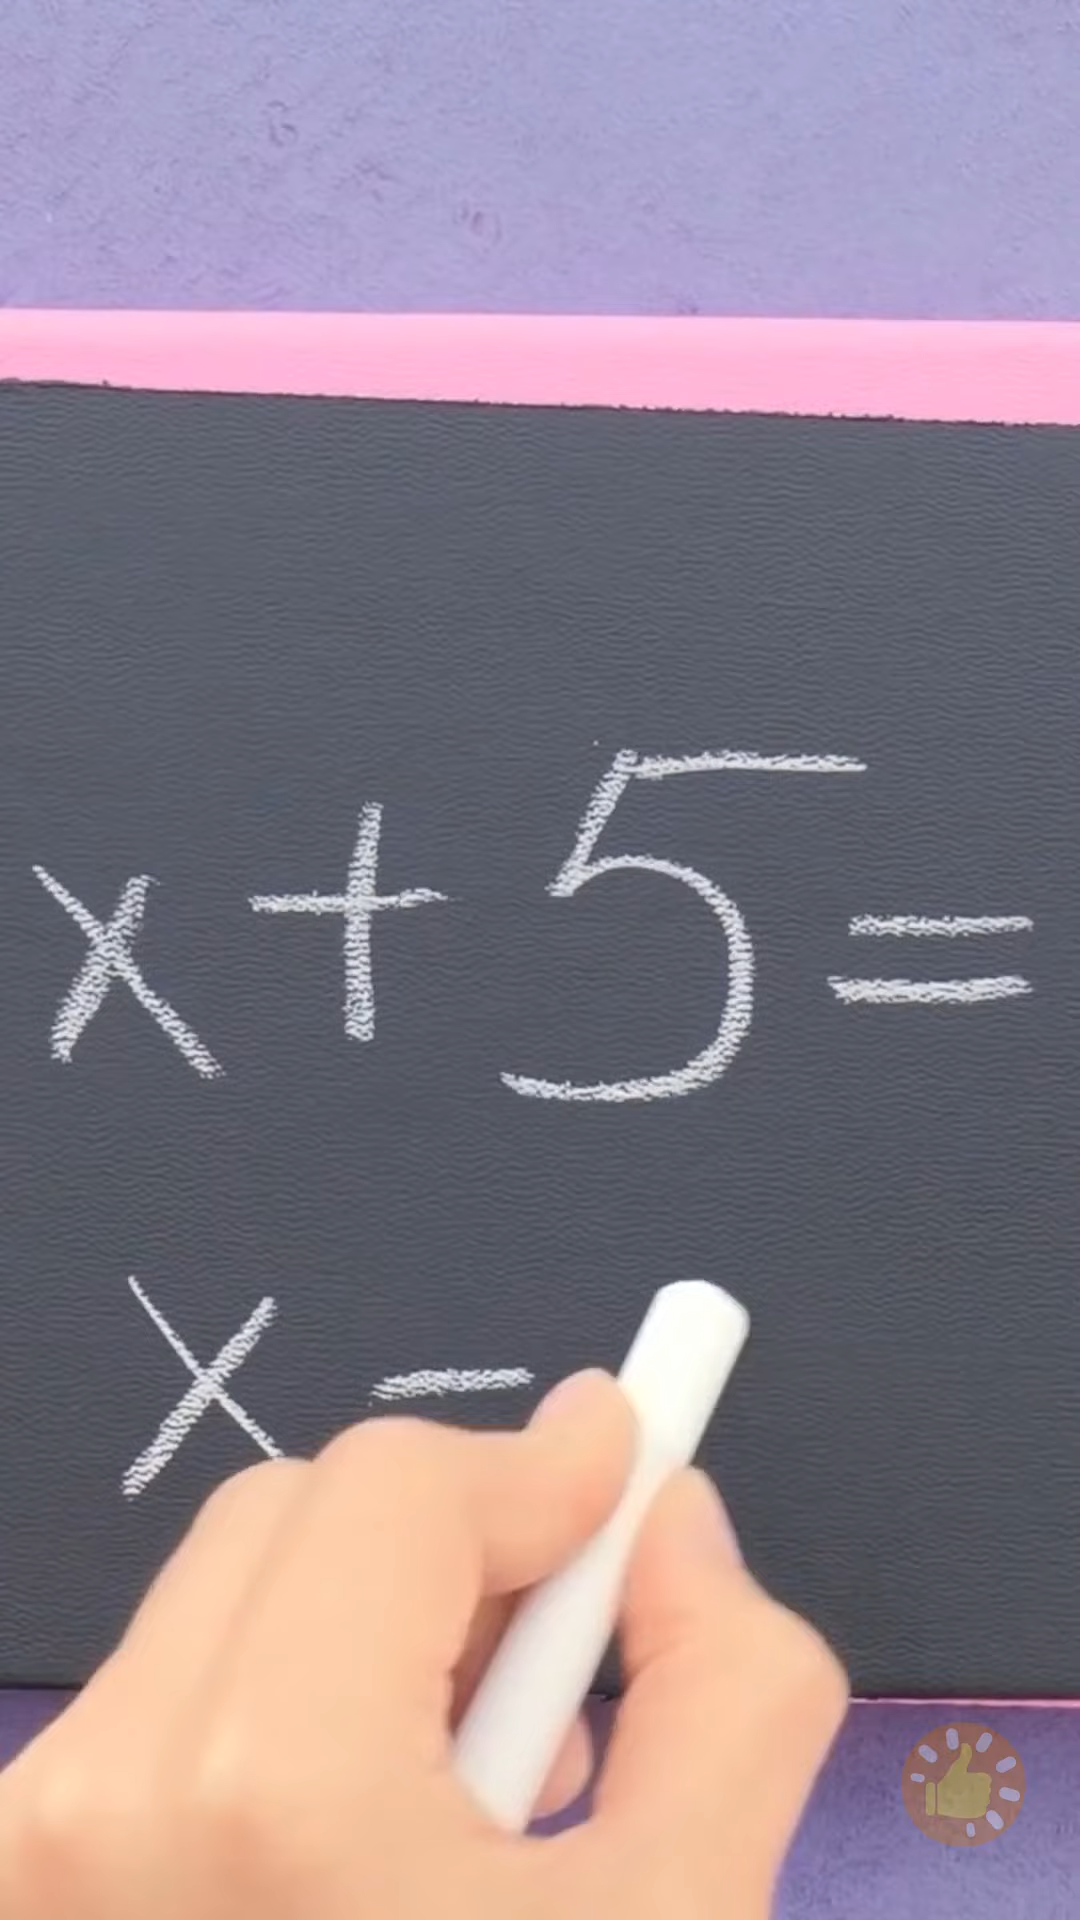 x + 5 =
x -